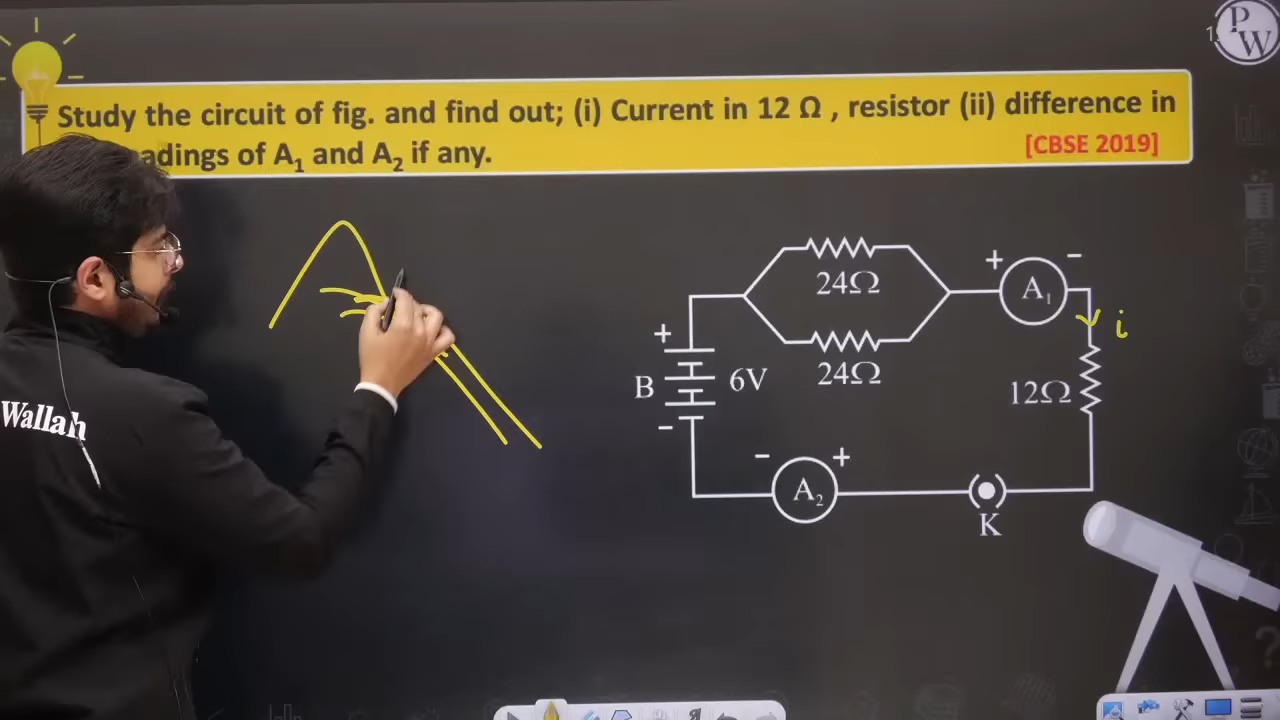 Study the circuit of fig. and find out; (i) Current in 12 Ω , resistor (ii) difference in
adings of A₁ and A₂ if any.
[CBSE 2019]
PW
24Ω
+
-
A₁
i
+
24Ω
B
6V
12Ω
-
-
+
A₂
K
Wallah